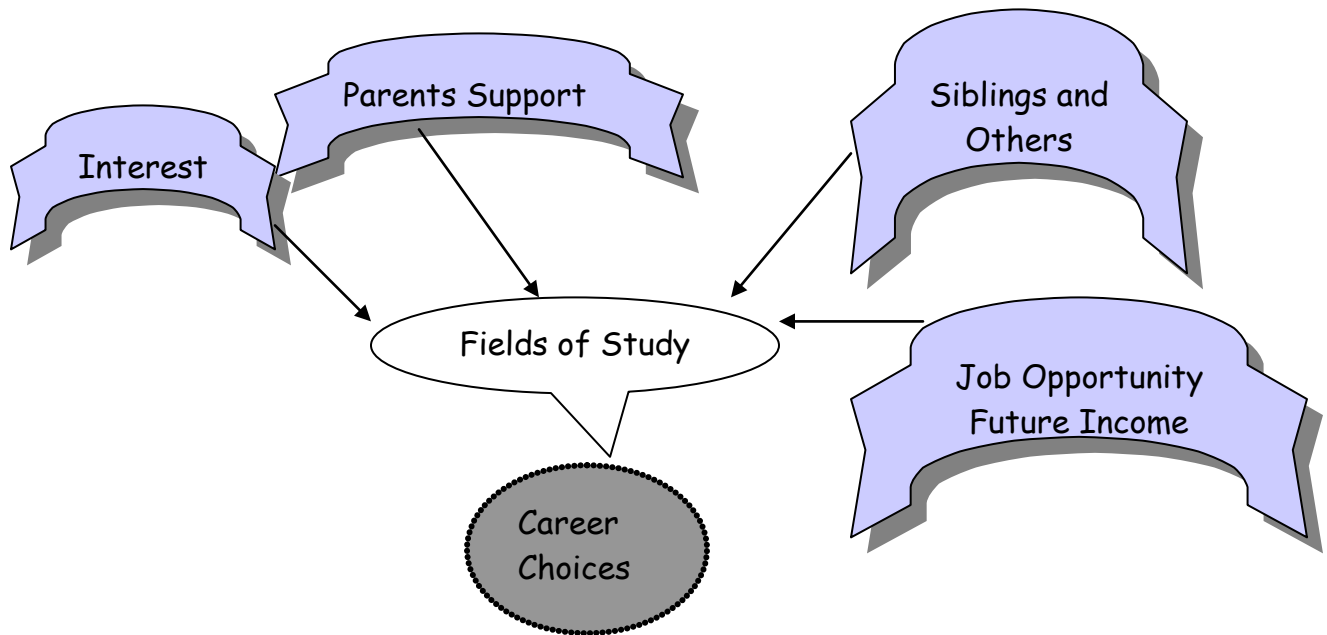 Parents Support
Interest
Siblings and
Others
Fields of Study
Job Opportunity
Future Income
Career
Choices